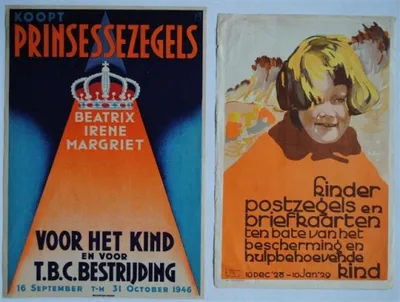 KOOPT
PRINSESSEZEGELS
BEATRIX
IRENE
MARGRIET
VOOR HET KIND
EN VOOR
T.B.C. BESTRIJDING
16 SEPTEMBER T-M 31 OCTOBER 1946
kinder
postzegels en
briefkaarten
ten bate van het
bescherming en
hulpbehoevende
kind
10 DEC '28 - 10 JAN '29